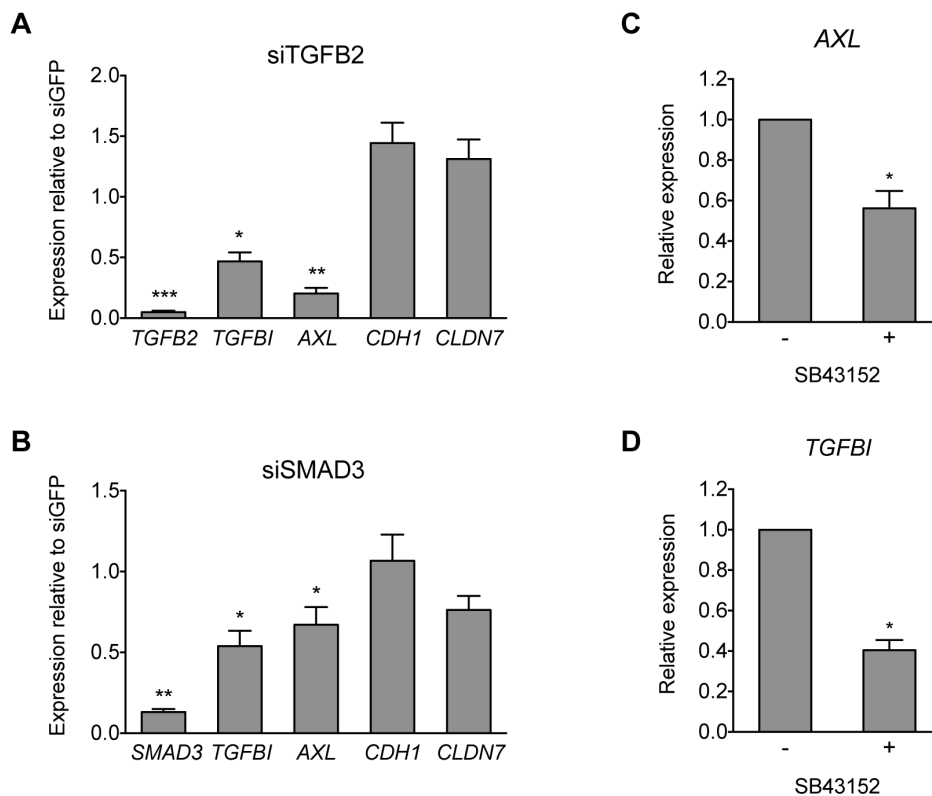 A
siTGFB2
Expression relative to siGFP
2.0
1.5
1.0
0.5
0.0
***
*
**
TGFB2 TGFBI AXL CDH1 CLDN7
B
siSMAD3
Expression relative to siGFP
1.5
1.0
0.5
0.0
**
*
*
SMAD3 TGFBI AXL CDH1 CLDN7
C
AXL
Relative expression
1.2
1.0
0.8
0.6
0.4
0.2
0.0
*
- +
SB43152
D
TGFBI
Relative expression
1.2
1.0
0.8
0.6
0.4
0.2
0.0
*
- +
SB43152